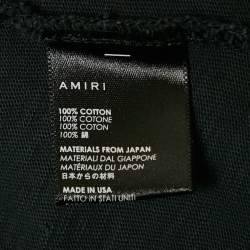 AMIRI
100% COTTON
100% COTONE
100% COTON
100% 綿
MATERIALS FROM JAPAN
MATERIALI DAL GIAPPONE
MATÉRIAUX DU JAPON
日本からの材料
MADE IN USA
FATTO IN STATI UNITI